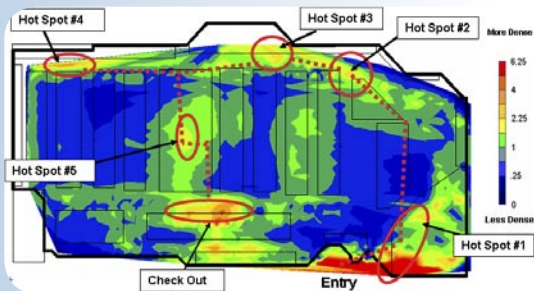 Hot Spot #4
Hot Spot #3
Hot Spot #2
More Dense
6.25
4
2.25
1
.25
0
Less Dense
Hot Spot #5
Hot Spot #1
Check Out
Entry